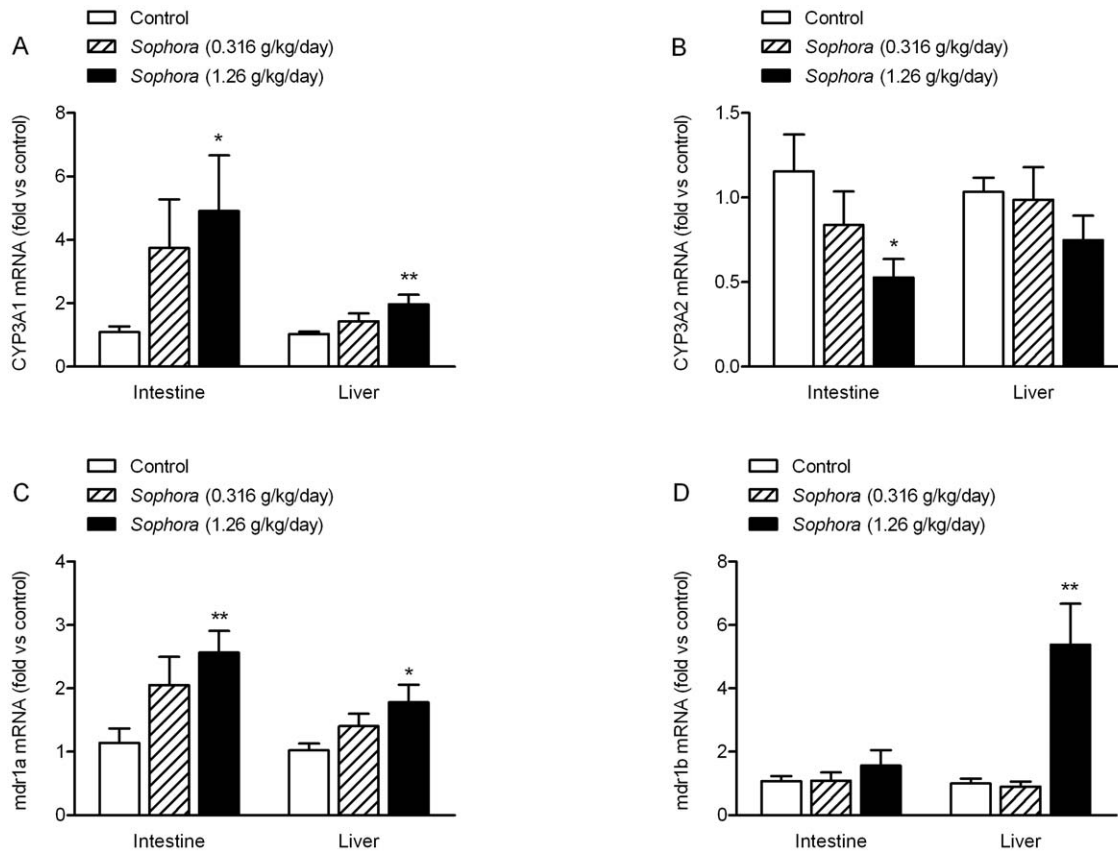 A
Control
Sophora (0.316 g/kg/day)
Sophora (1.26 g/kg/day)
CYP3A1 mRNA (fold vs control)
8
6
4
2
0
*
**
Intestine
Liver
B
Control
Sophora (0.316 g/kg/day)
Sophora (1.26 g/kg/day)
CYP3A2 mRNA (fold vs control)
1.5
1.0
0.5
0.0
*
Intestine
Liver
C
Control
Sophora (0.316 g/kg/day)
Sophora (1.26 g/kg/day)
mdr1a mRNA (fold vs control)
4
3
2
1
0
**
*
Intestine
Liver
D
Control
Sophora (0.316 g/kg/day)
Sophora (1.26 g/kg/day)
mdr1b mRNA (fold vs control)
8
6
4
2
0
**
Intestine
Liver